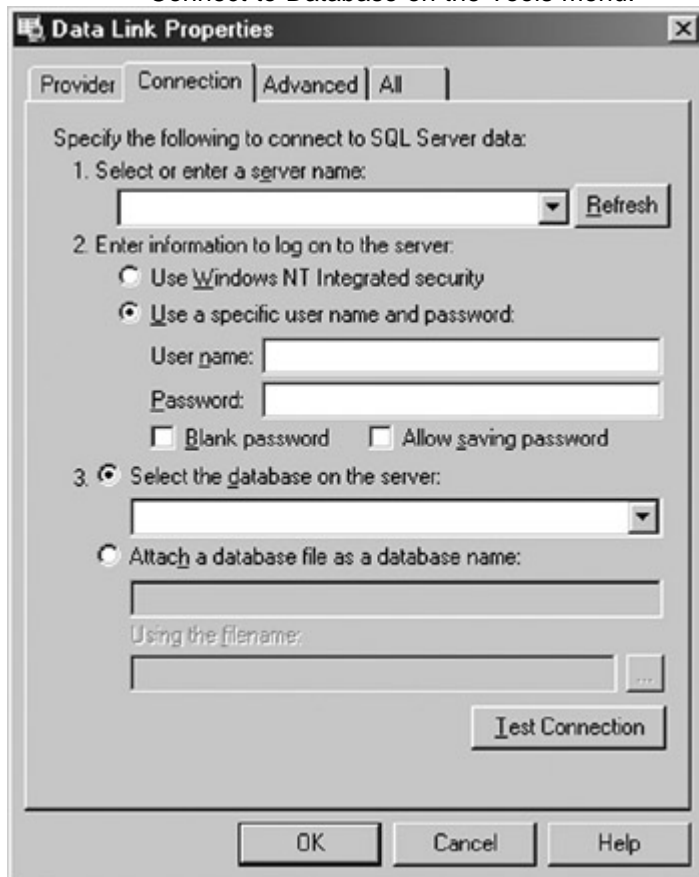 Connect to Database on the Tools menu.
Data Link Properties
Provider Connection Advanced All
Specify the following to connect to SQL Server data:
1. Select or enter a server name:
Refresh
2. Enter information to log on to the server:
Use Windows NT Integrated security
Use a specific user name and password:
User name:
Password:
Blank password Allow saving password
3. Select the database on the server:
Attach a database file as a database name:
Using the filename:
...
Test Connection
OK Cancel Help